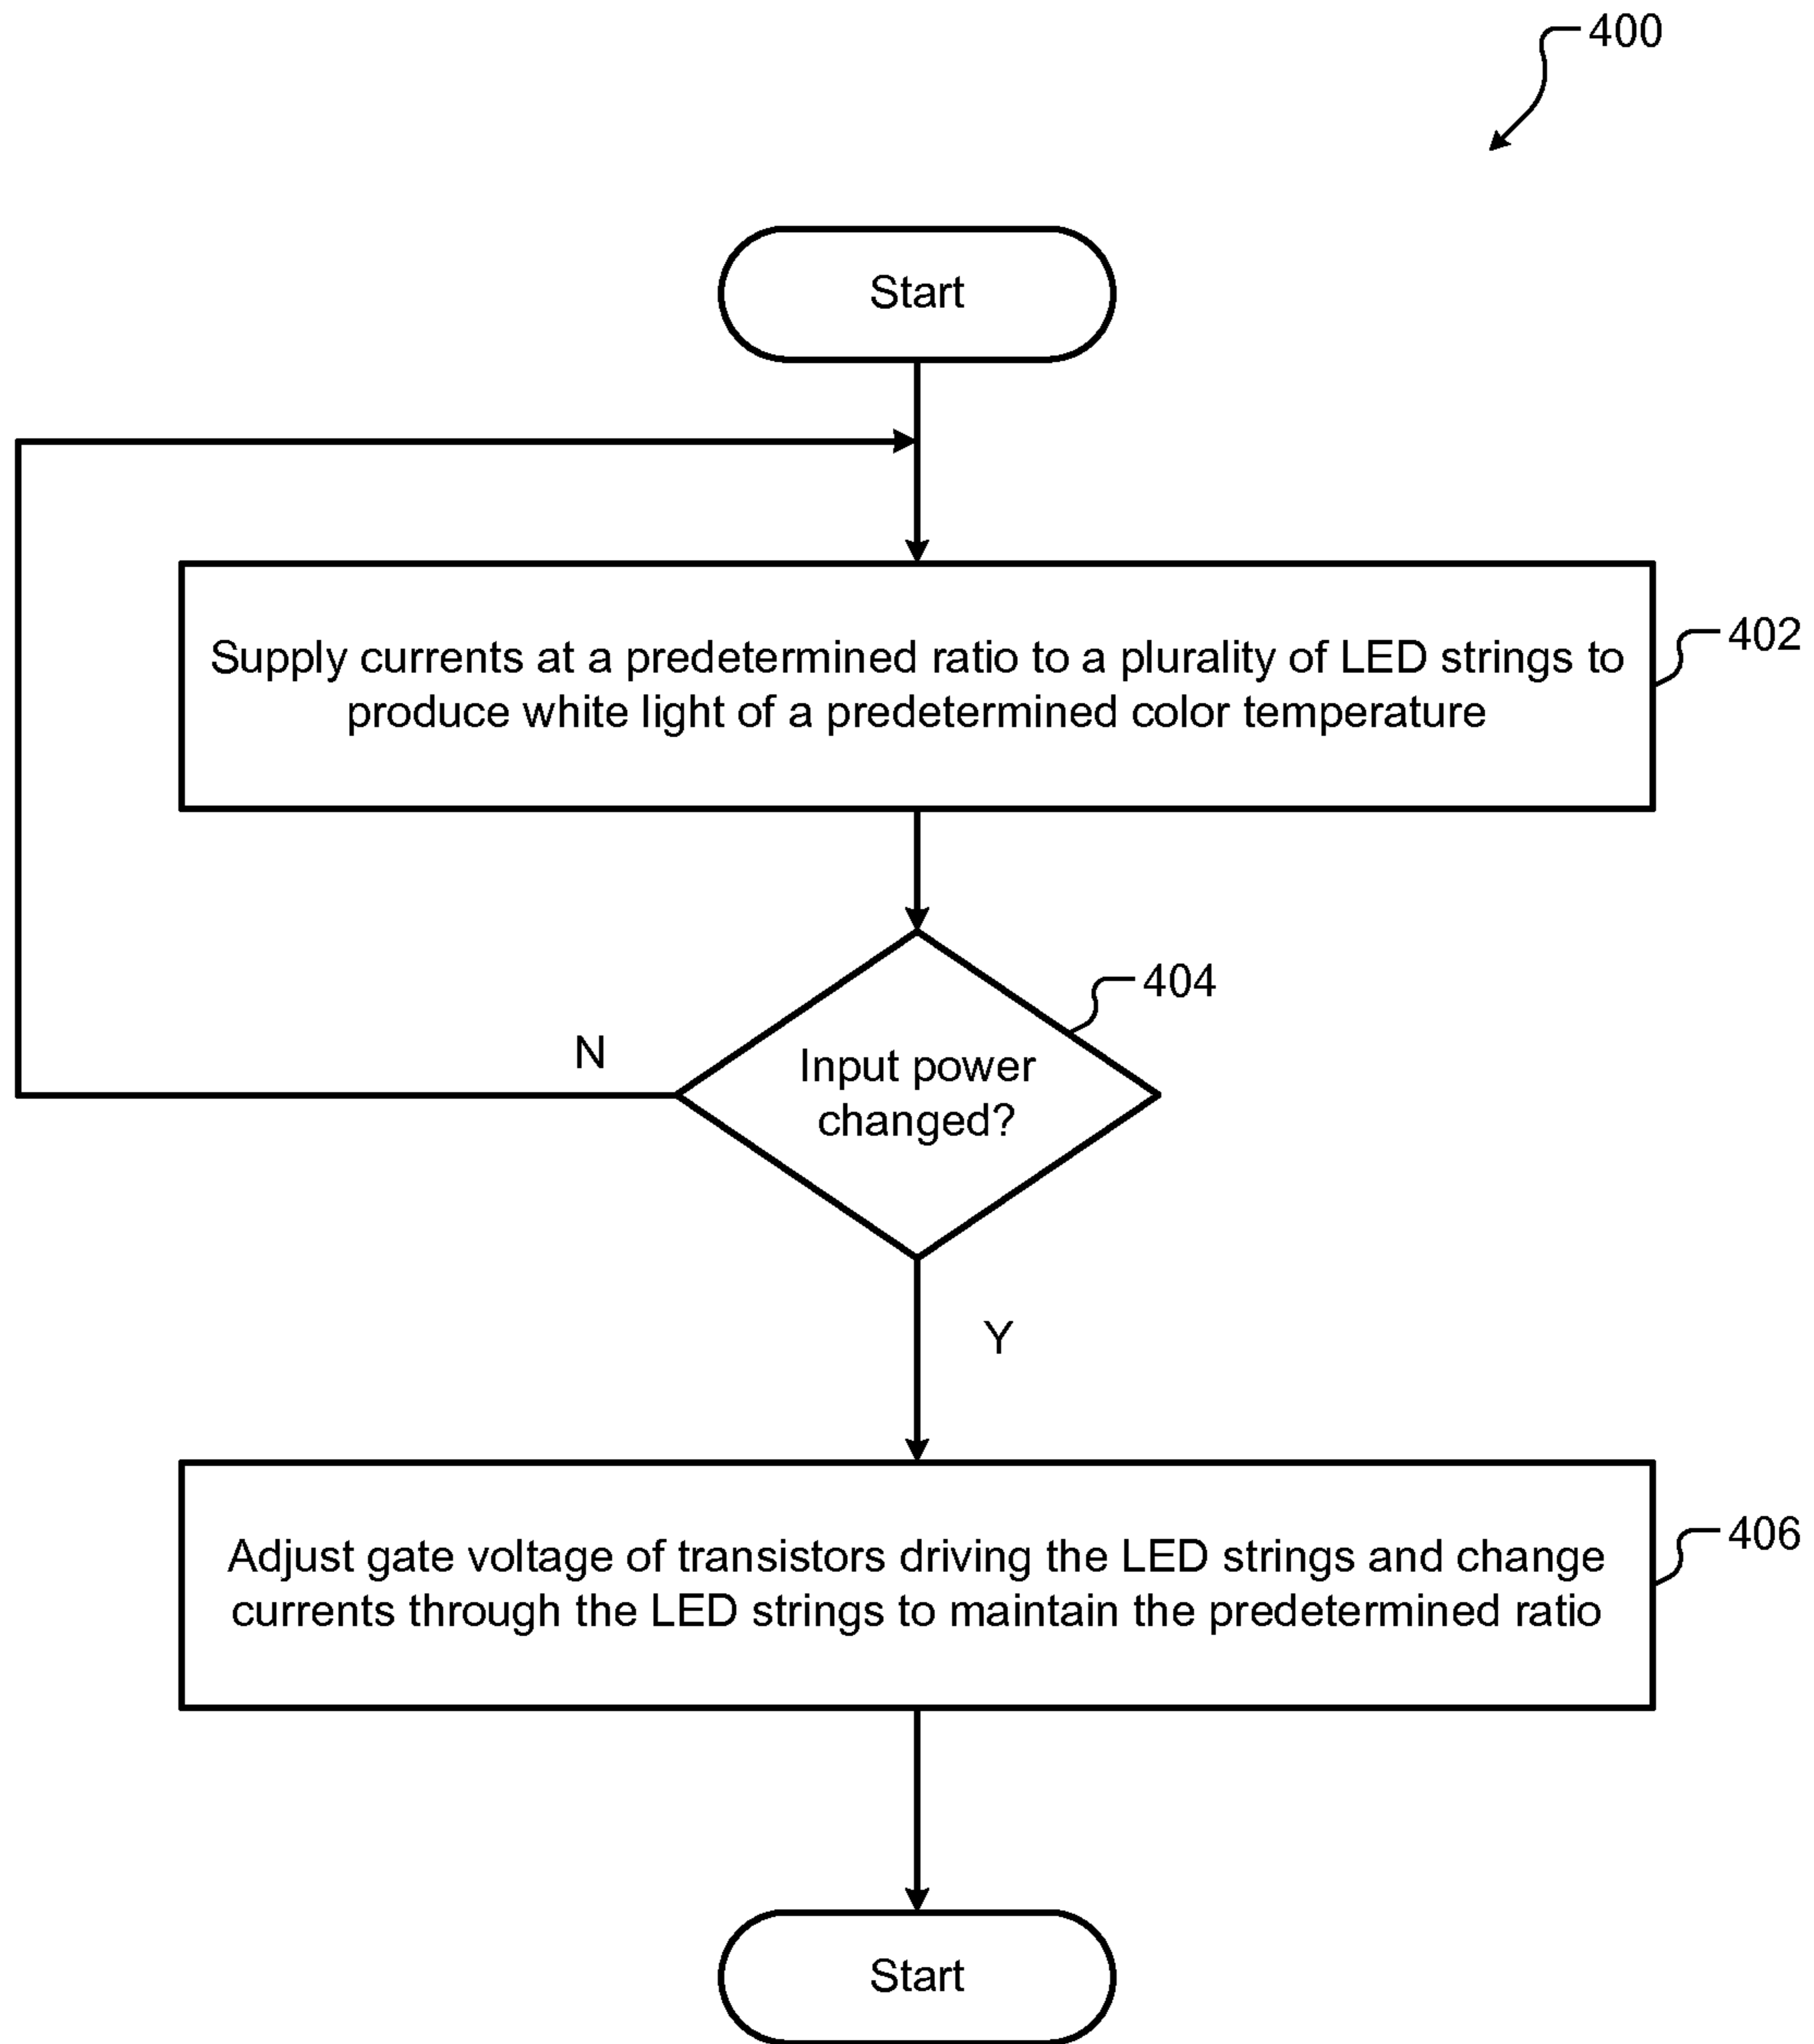 400
Start
Supply currents at a predetermined ratio to a plurality of LED strings to
produce white light of a predetermined color temperature
402
404
Input power
changed?
N
Y
Adjust gate voltage of transistors driving the LED strings and change
currents through the LED strings to maintain the predetermined ratio
406
Start